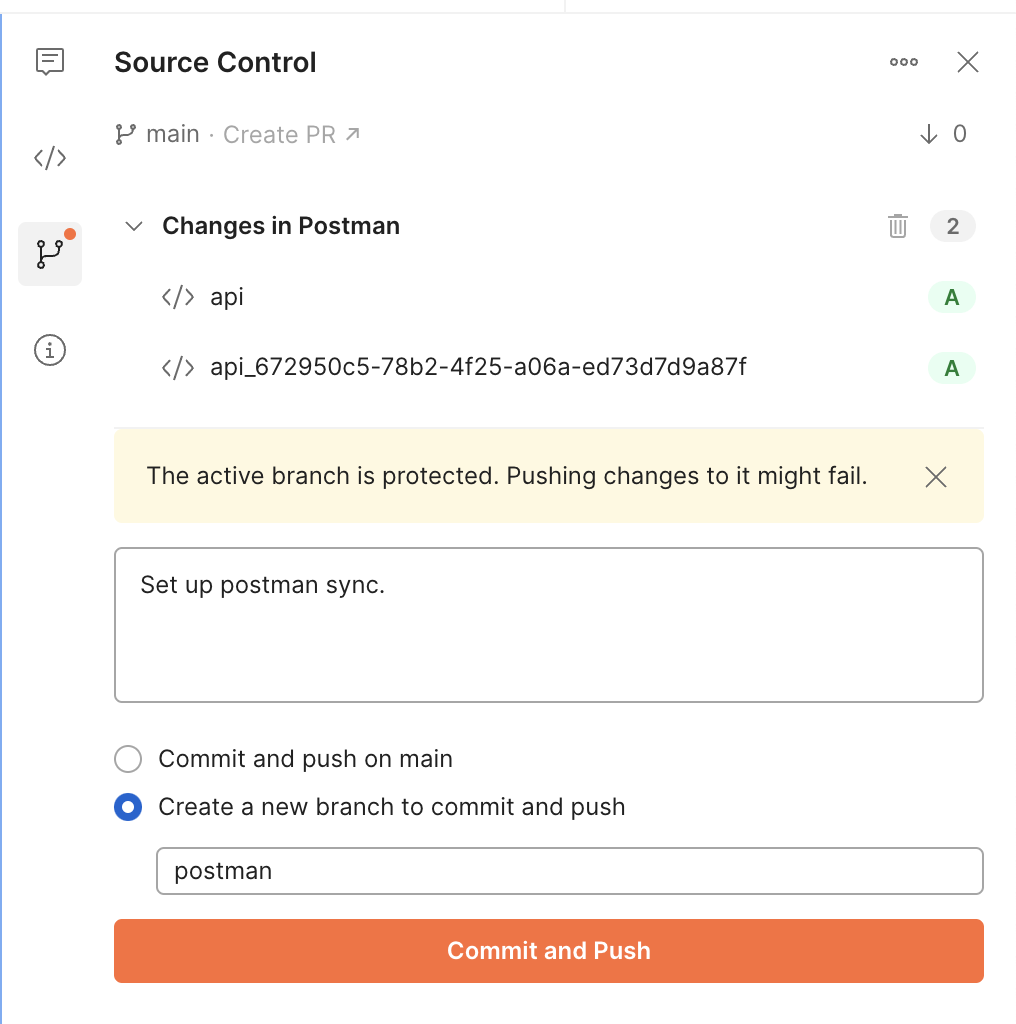 Source Control
main · Create PR ↗
↓ 0
Changes in Postman
2
</> api
A
</> api_672950c5-78b2-4f25-a06a-ed73d7d9a87f
A
The active branch is protected. Pushing changes to it might fail.
Set up postman sync.
Commit and push on main
Create a new branch to commit and push
postman
Commit and Push